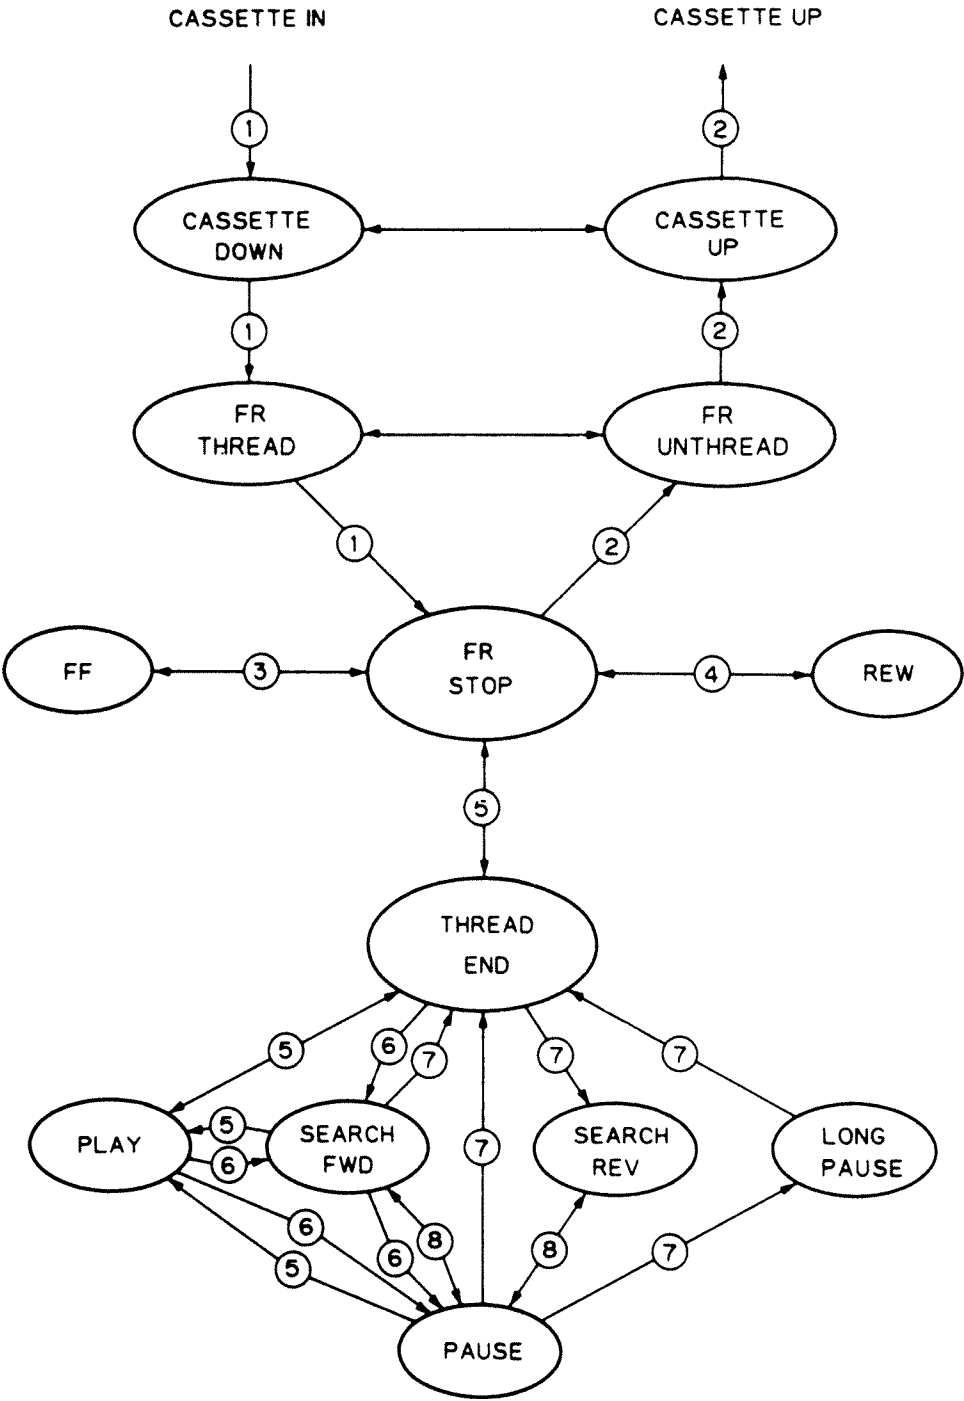 CASSETTE IN
CASSETTE UP
1
2
CASSETTE
DOWN
CASSETTE
UP
1
2
FR
THREAD
FR
UNTHREAD
1
2
FF
3
FR
STOP
4
REW
5
THREAD
END
5
6
7
7
7
PLAY
5
6
SEARCH
FWD
7
SEARCH
REV
LONG
PAUSE
6
5
6
8
8
7
PAUSE